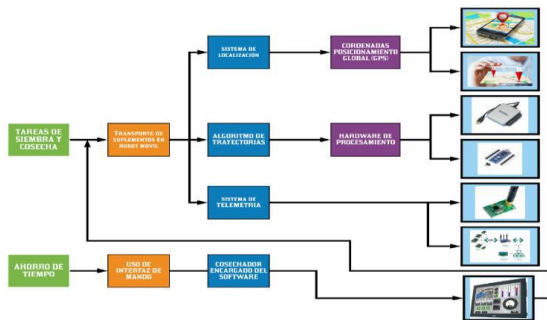 SISTEMA DE
LOCALIZACIÓN
CORDENADAS
POSICIONAMIENTO
GLOBAL (GPS)
TAREAS DE
SIEMBRA Y
COSECHA
TRANSPORTE DE
SUPLEMENTOS EN
ROBOT MOVIL
ALGORITMO DE
TRAYECTORIAS
HARDWARE DE
PROCESAMIENTO
SISTEMA DE
TELEMETRIA
AHORRO DE
TIEMPO
USO DE
INTERFAZ DE
MANDO
COSECHADOR
ENCARGADO DEL
SOFTWARE